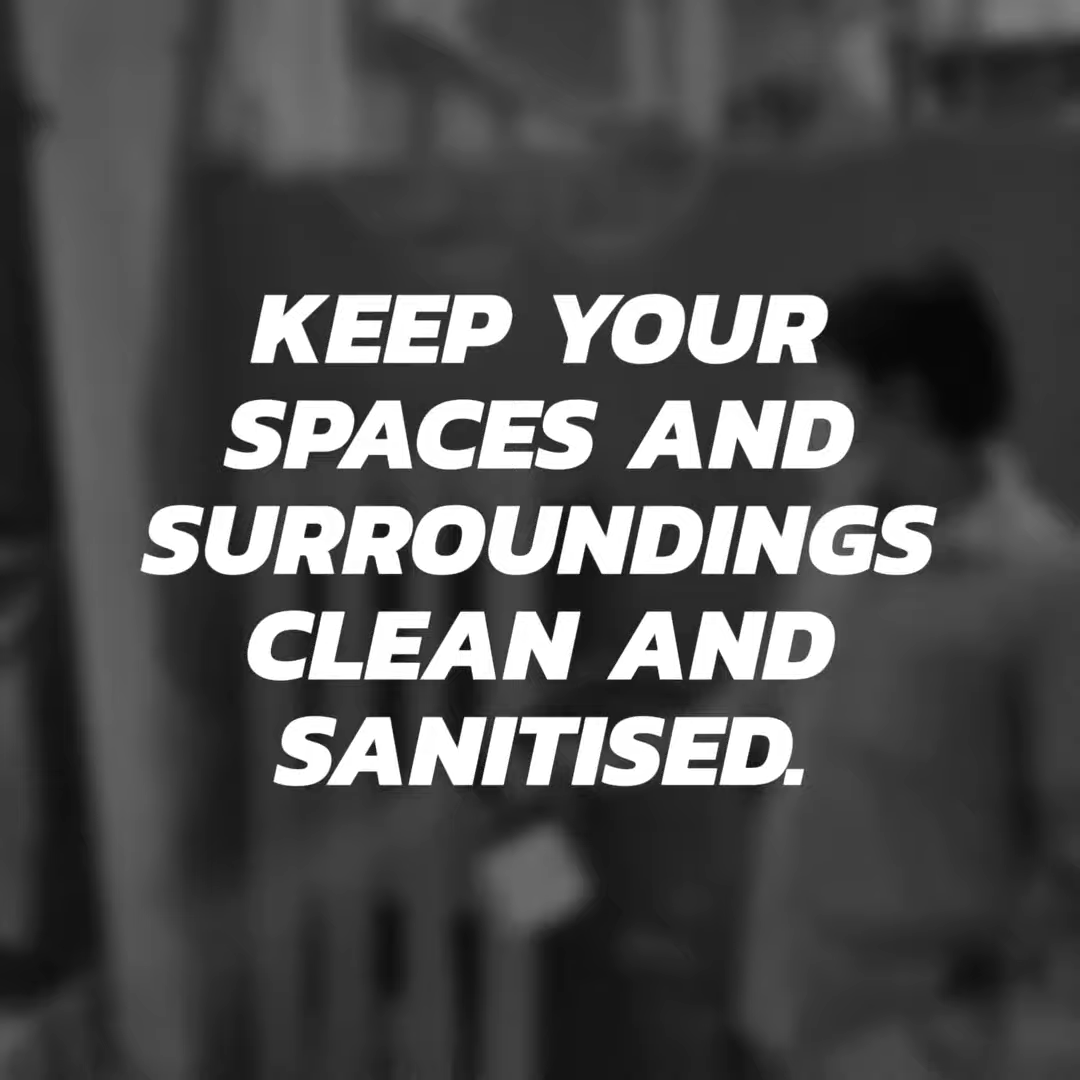 KEEP YOUR
SPACES AND
SURROUNDINGS
CLEAN AND
SANITISED.